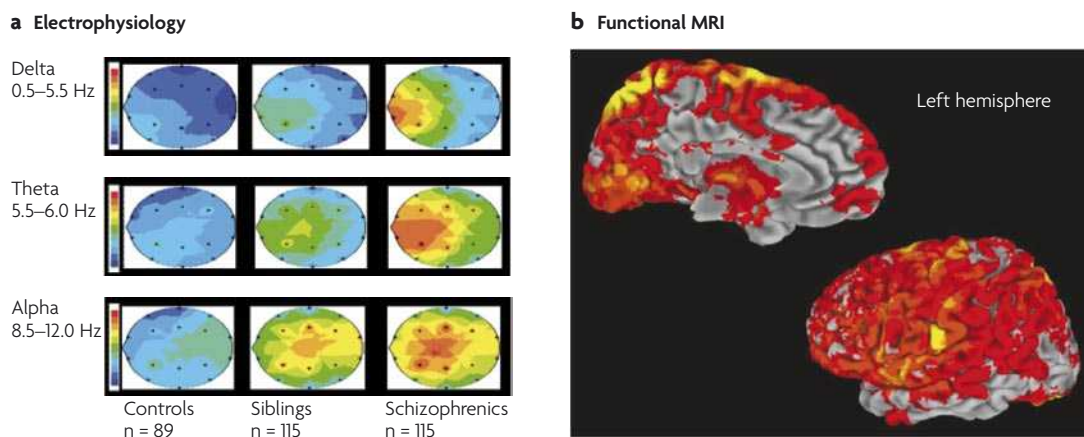 a Electrophysiology
Delta
0.5–5.5 Hz
Theta
5.5–6.0 Hz
Alpha
8.5–12.0 Hz
Controls
n = 89
Siblings
n = 115
Schizophrenics
n = 115
b Functional MRI
Left hemisphere